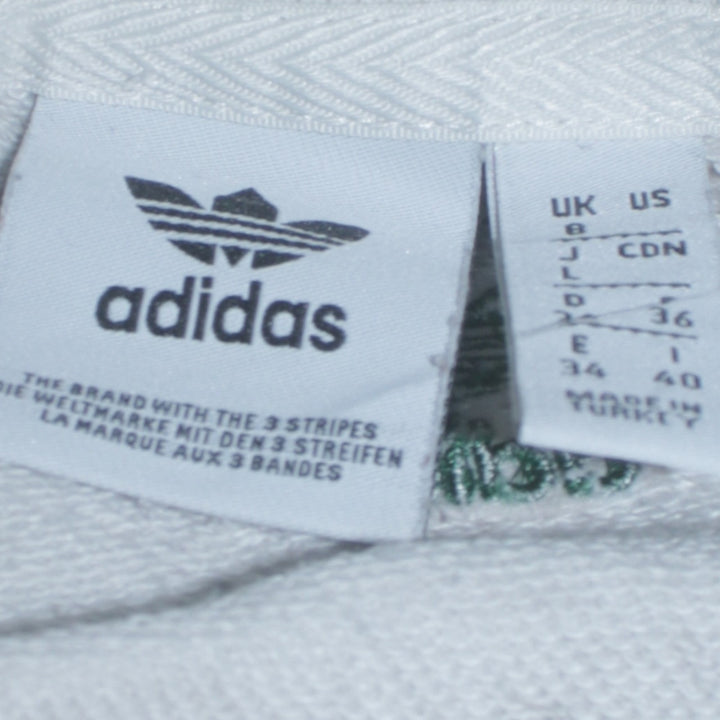 adidas
THE BRAND WITH THE 3 STRIPES
DIE WELTMARKE MIT DEN 3 STREIFEN
LA MARQUE AUX 3 BANDES
UK US
8
J CDN
L
D F
36
E I
34 40
MADE IN
TURKEY